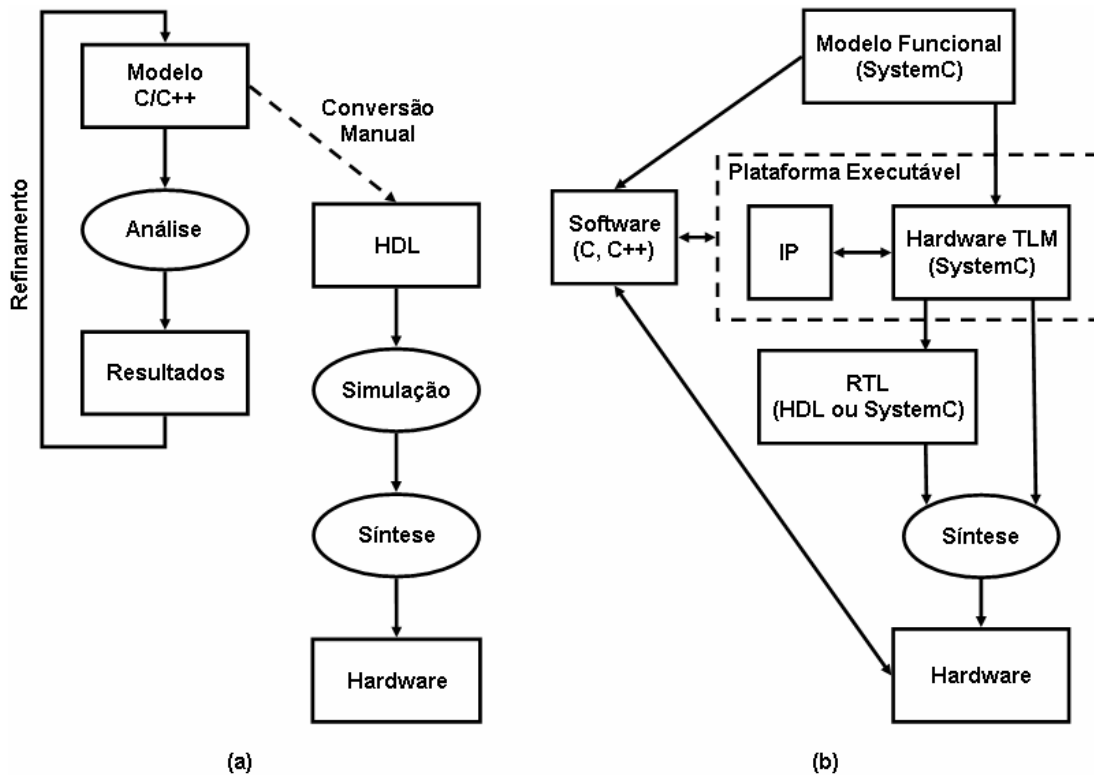 Modelo
C/C++
Conversão
Manual
Refinamento
Análise
HDL
Resultados
Simulação
Síntese
Hardware
(a)
Modelo Funcional
(SystemC)
Plataforma Executável
Software
(C, C++)
IP
Hardware TLM
(SystemC)
RTL
(HDL ou SystemC)
Síntese
Hardware
(b)